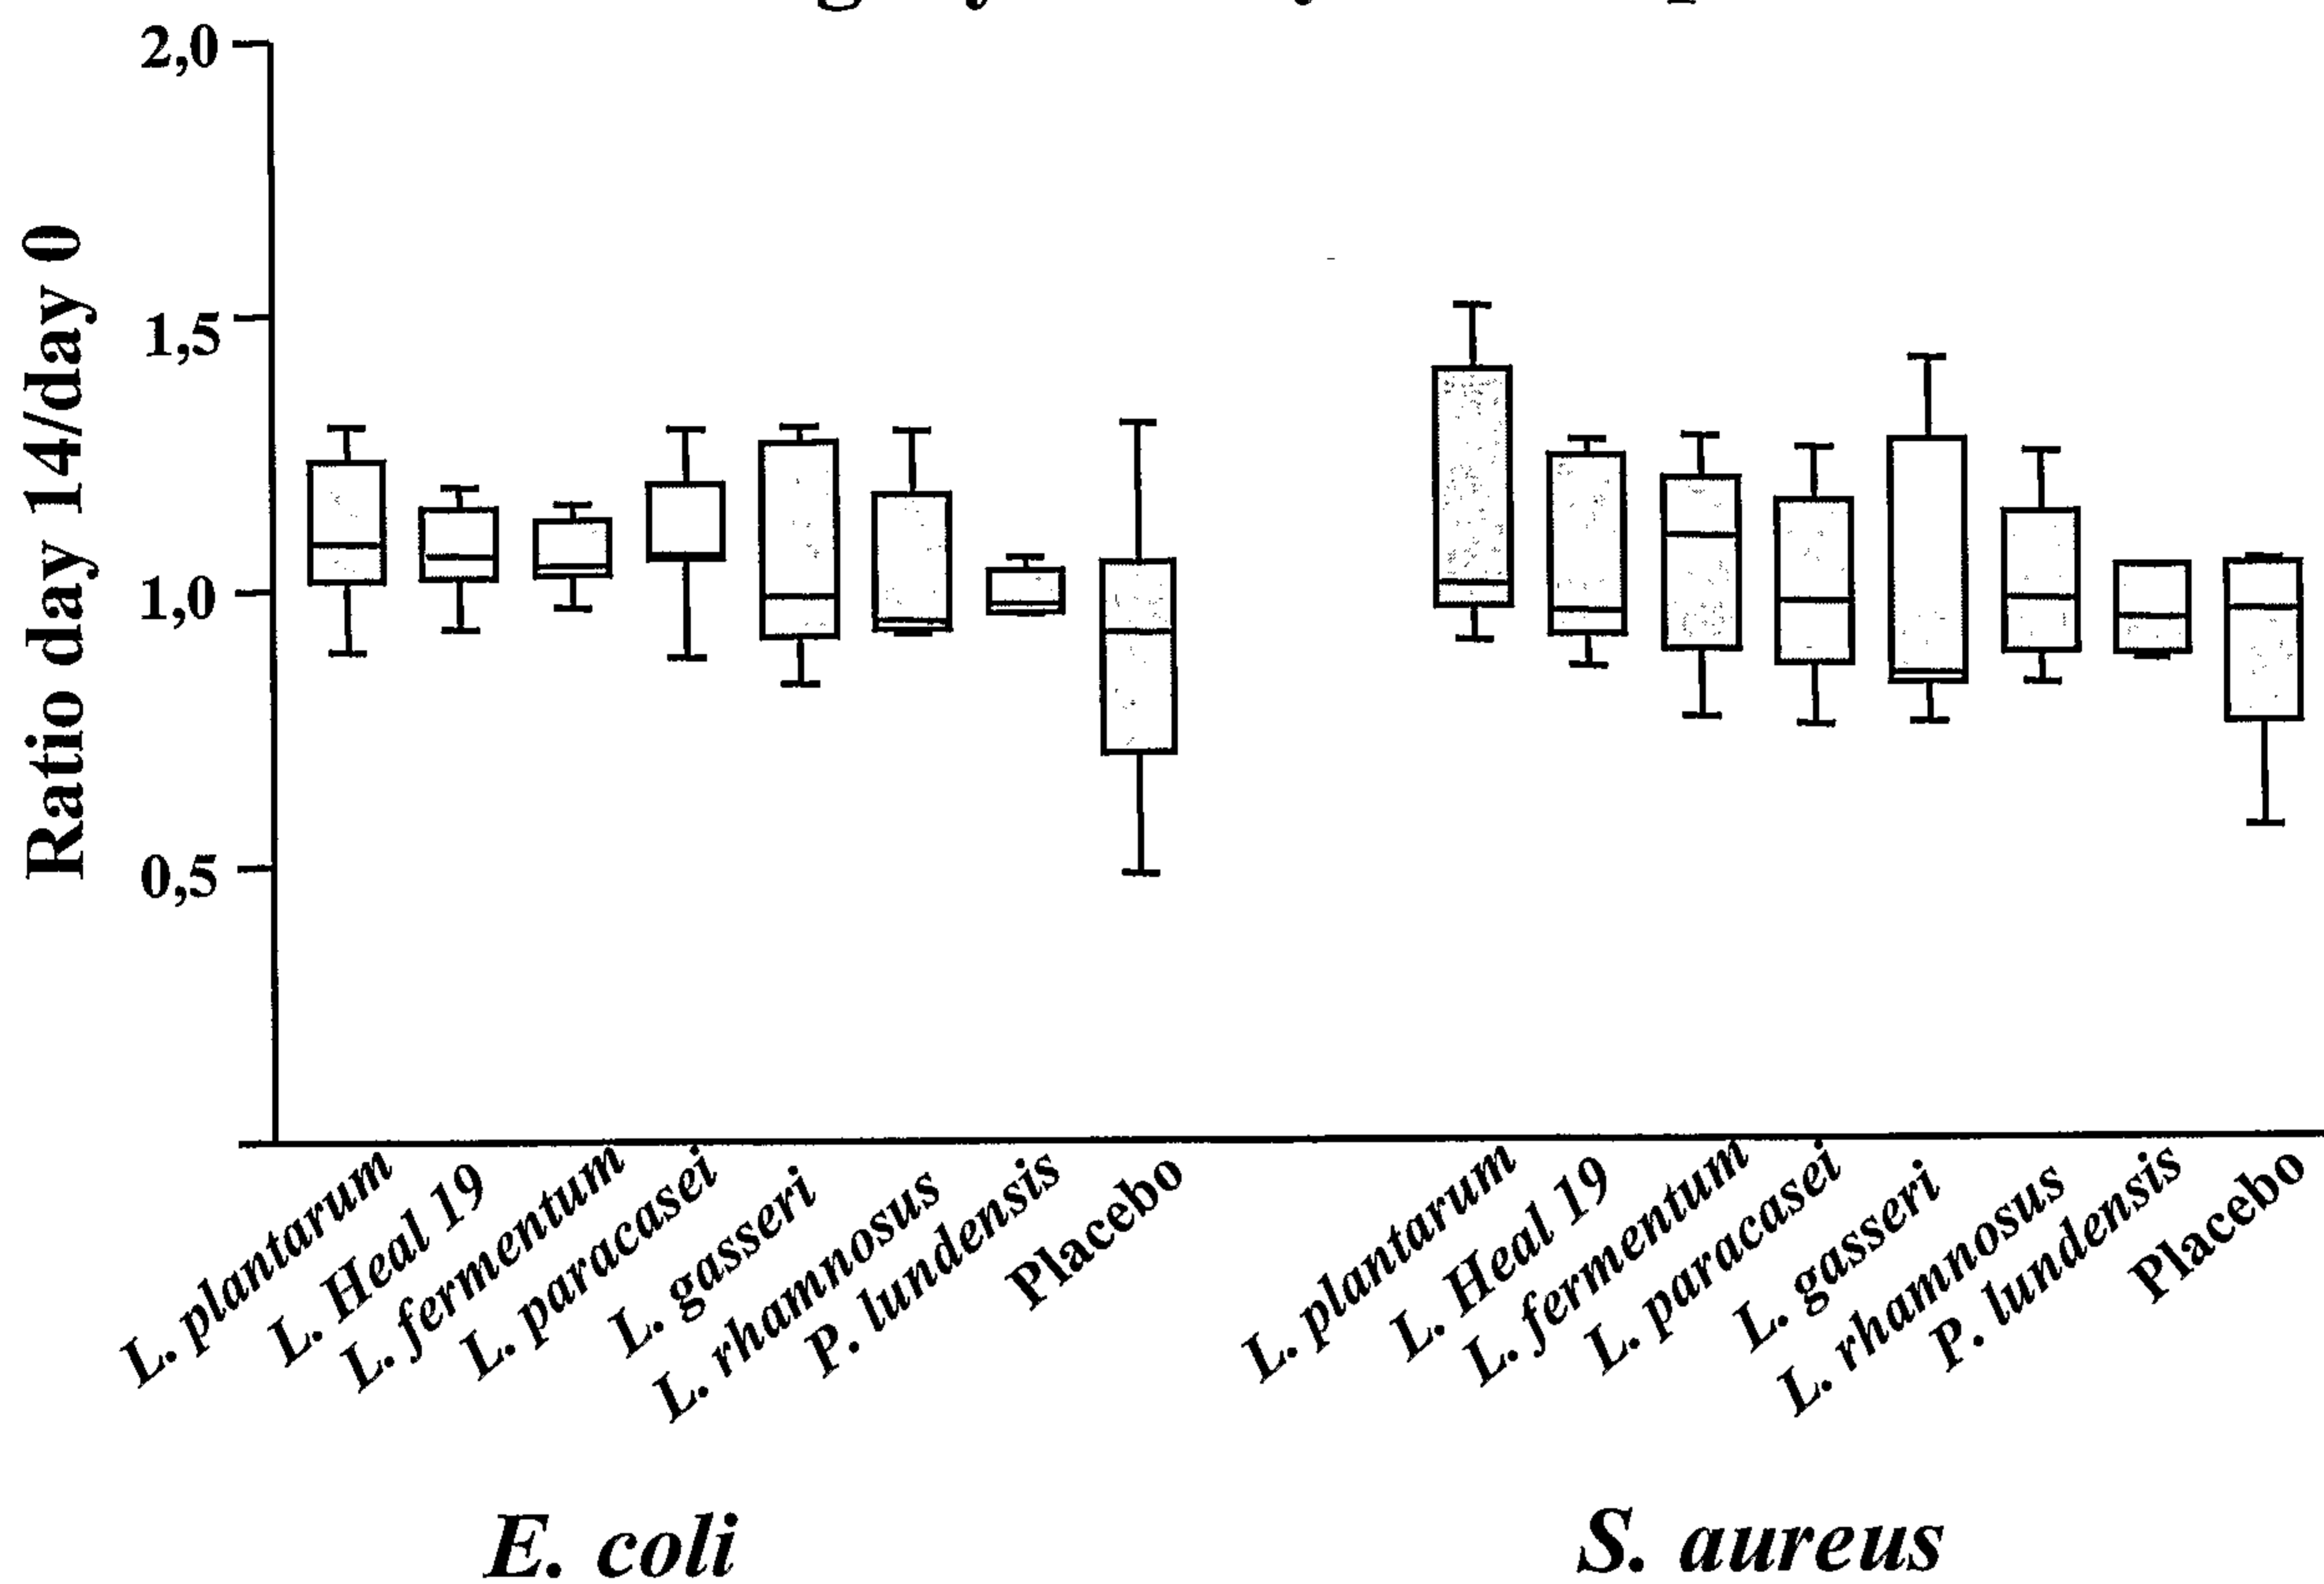 2,0
1,5
1,0
0,5
Ratio day 14/day 0
L. plantarum
L. Heal 19
L. fermentum
L. paracasei
L. gasseri
L. rhamnosus
P. lundensis
Placebo
L. plantarum
L. Heal 19
L. fermentum
L. paracasei
L. gasseri
L. rhamnosus
P. lundensis
Placebo
E. coli
S. aureus